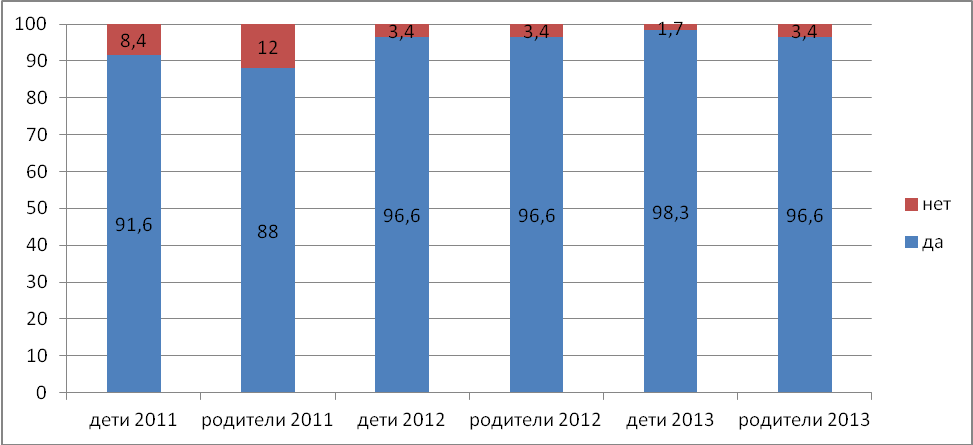 100
90
80
70
60
50
40
30
20
10
0
8,4
12
3,4
3,4
1,7
3,4
91,6
88
96,6
96,6
98,3
96,6
дети 2011
родители 2011
дети 2012
родители 2012
дети 2013
родители 2013
нет
да